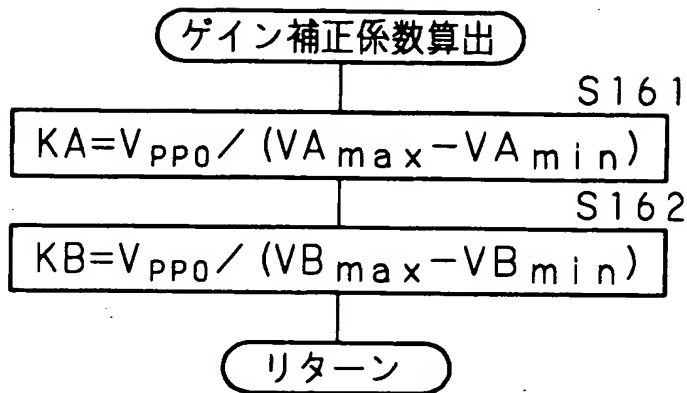 ゲイン補正係数算出
S161
KA=VPP0/(VAmax-VAmin)
S162
KB=VPP0/(VBmax-VBmin)
リターン